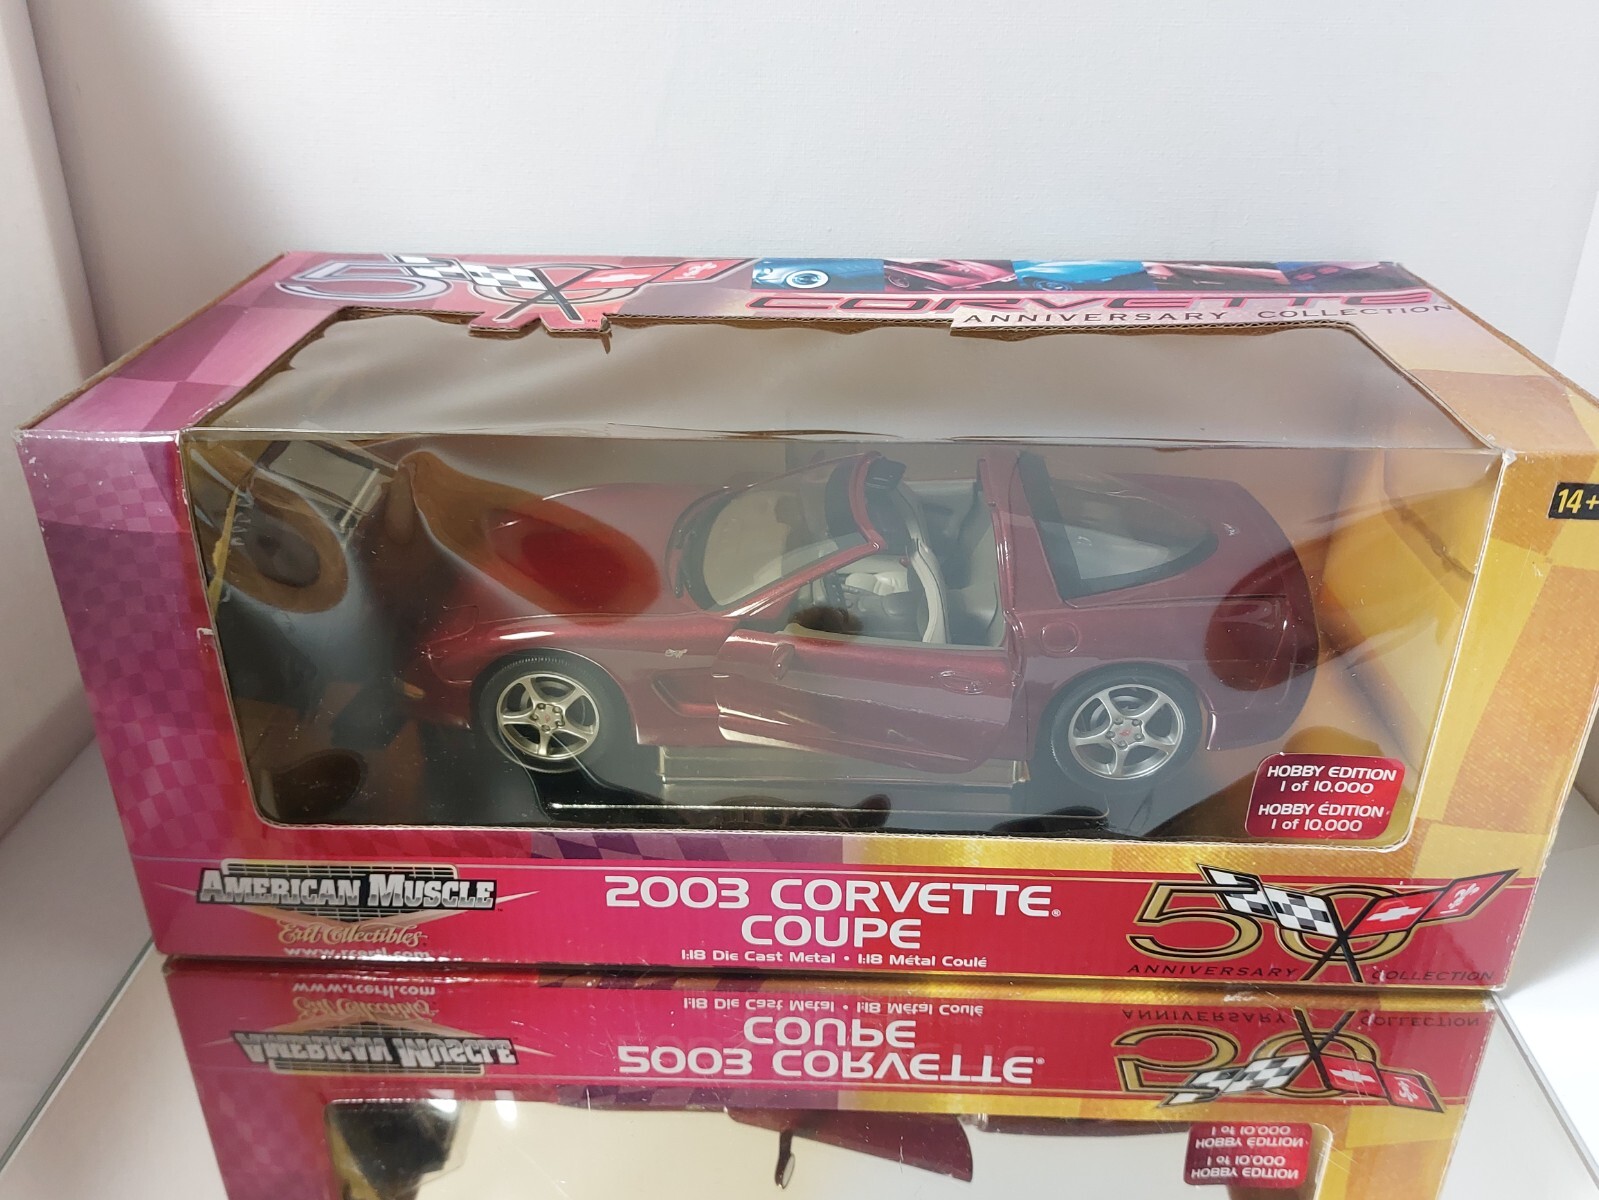 50
CORVETTE
ANNIVERSARY COLLECTION
14+
HOBBY EDITION
1 of 10.000
HOBBY ÉDITION
1 of 10.000
AMERICAN MUSCLE
Ertl Collectibles
www.rcertl.com
2003 CORVETTE®
COUPE
1:18 Die Cast Metal • 1:18 Métal Coulé
50
ANNIVERSARY COLLECTION